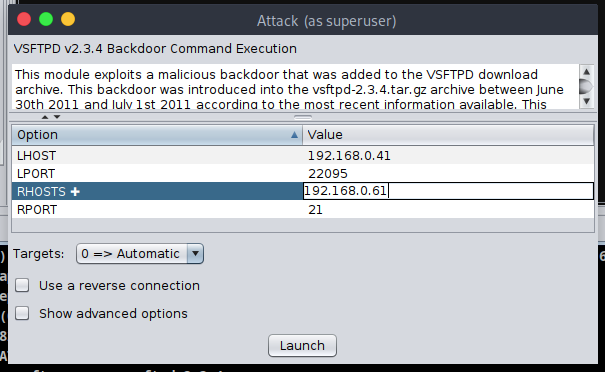 Attack (as superuser)
VSFTPD v2.3.4 Backdoor Command Execution
This module exploits a malicious backdoor that was added to the VSFTPD download
archive. This backdoor was introduced into the vsftpd-2.3.4.tar.gz archive between June
30th 2011 and July 1st 2011 according to the most recent information available. This
Option Value
LHOST 192.168.0.41
LPORT 22095
RHOSTS + 192.168.0.61
RPORT 21
Targets: 0 => Automatic
Use a reverse connection
Show advanced options
Launch